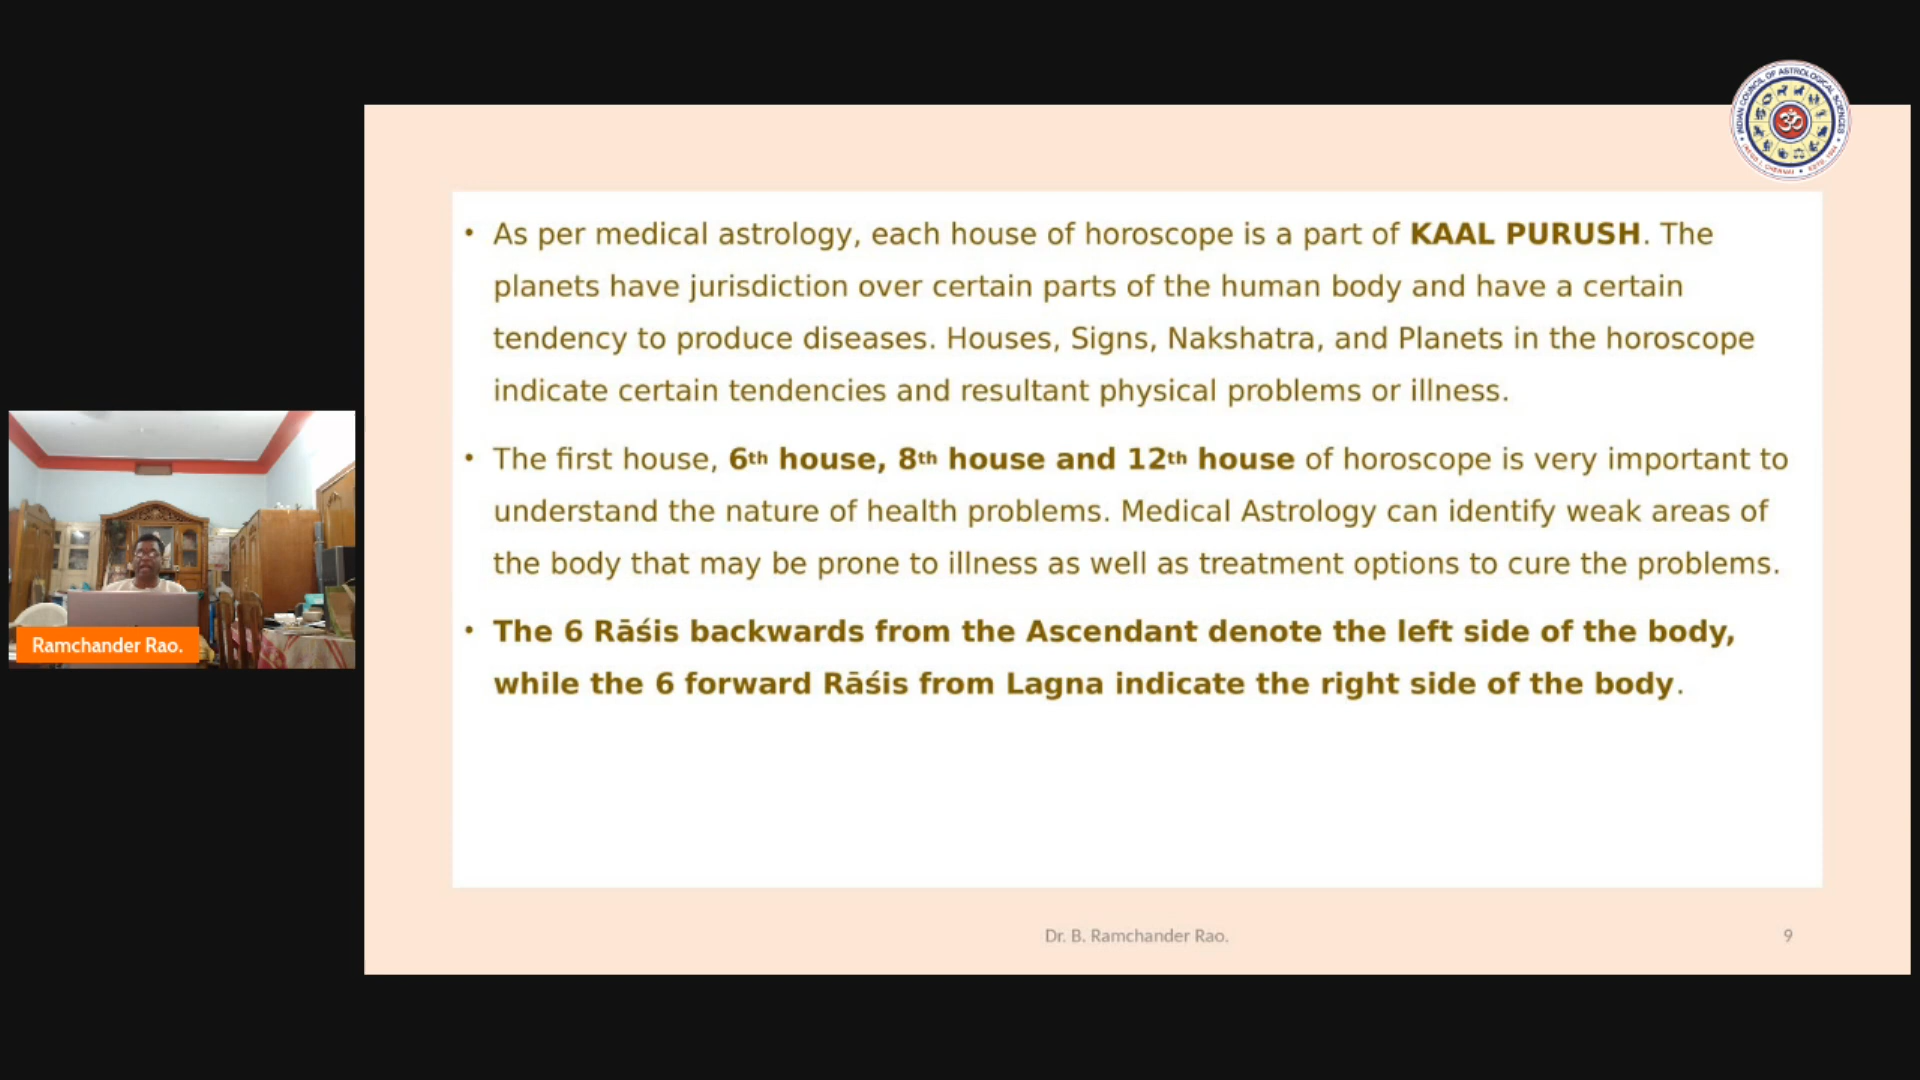 INDIAN COUNCIL OF ASTROLOGICAL SCIENCES
• As per medical astrology, each house of horoscope is a part of KAAL PURUSH. The
planets have jurisdiction over certain parts of the human body and have a certain
tendency to produce diseases. Houses, Signs, Nakshatra, and Planets in the horoscope
indicate certain tendencies and resultant physical problems or illness.
• The first house, 6th house, 8th house and 12th house of horoscope is very important to
understand the nature of health problems. Medical Astrology can identify weak areas of
the body that may be prone to illness as well as treatment options to cure the problems.
• The 6 Rāśis backwards from the Ascendant denote the left side of the body,
while the 6 forward Rāśis from Lagna indicate the right side of the body.
Ramchander Rao.
Dr. B. Ramchander Rao.
9